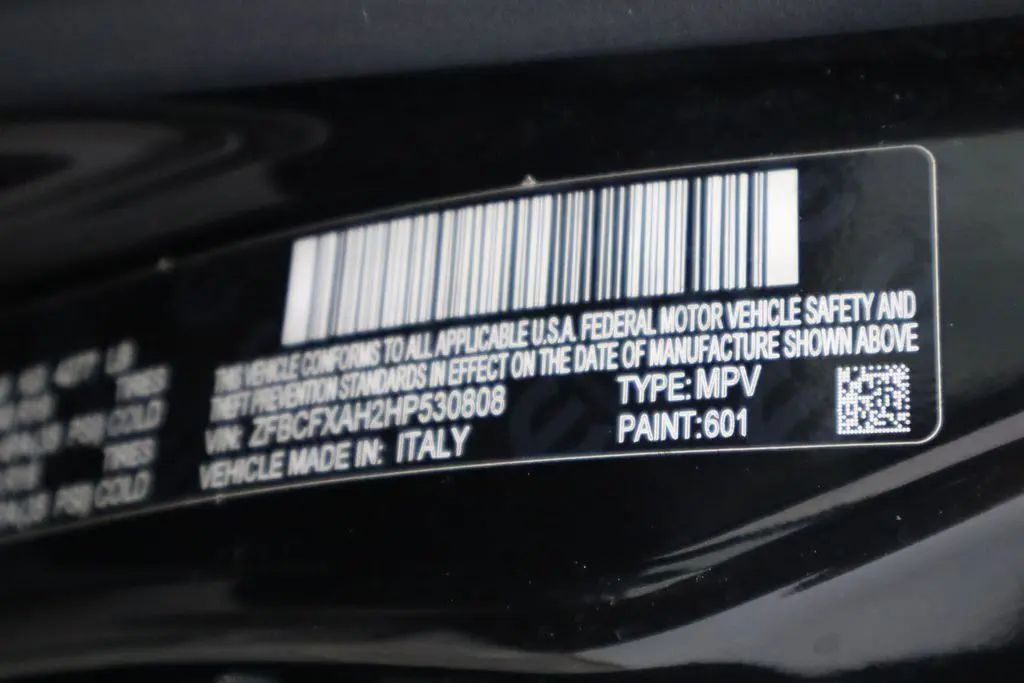 4077 LB
TIRES
PSI) COLD
TIRES
PSI) COLD
THIS VEHICLE CONFORMS TO ALL APPLICABLE U.S.A. FEDERAL MOTOR VEHICLE SAFETY AND
THEFT PREVENTION STANDARDS IN EFFECT ON THE DATE OF MANUFACTURE SHOWN ABOVE
VIN: ZFBCFXAH2HP530808
TYPE: MPV
VEHICLE MADE IN: ITALY
PAINT:601